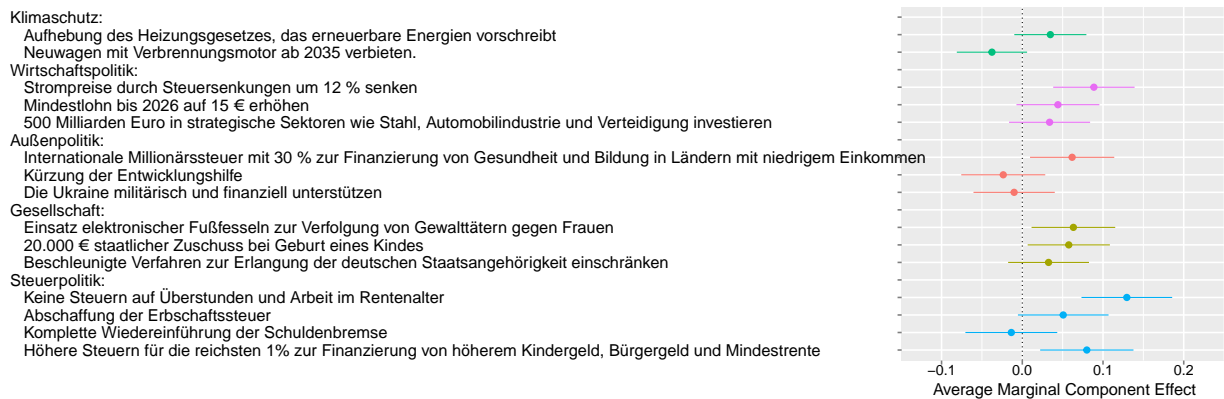 Klimaschutz:
Aufhebung des Heizungsgesetzes, das erneuerbare Energien vorschreibt
Neuwagen mit Verbrennungsmotor ab 2035 verbieten.
Wirtschaftspolitik:
Strompreise durch Steuersenkungen um 12 % senken
Mindestlohn bis 2026 auf 15 € erhöhen
500 Milliarden Euro in strategische Sektoren wie Stahl, Automobilindustrie und Verteidigung investieren
Außenpolitik:
Internationale Millionärssteuer mit 30 % zur Finanzierung von Gesundheit und Bildung in Ländern mit niedrigem Einkommen
Kürzung der Entwicklungshilfe
Die Ukraine militärisch und finanziell unterstützen
Gesellschaft:
Einsatz elektronischer Fußfesseln zur Verfolgung von Gewalttätern gegen Frauen
20.000 € staatlicher Zuschuss bei Geburt eines Kindes
Beschleunigte Verfahren zur Erlangung der deutschen Staatsangehörigkeit einschränken
Steuerpolitik:
Keine Steuern auf Überstunden und Arbeit im Rentenalter
Abschaffung der Erbschaftssteuer
Komplette Wiedereinführung der Schuldenbremse
Höhere Steuern für die reichsten 1% zur Finanzierung von höherem Kindergeld, Bürgergeld und Mindestrente
−0.1 0.0 0.1 0.2
Average Marginal Component Effect